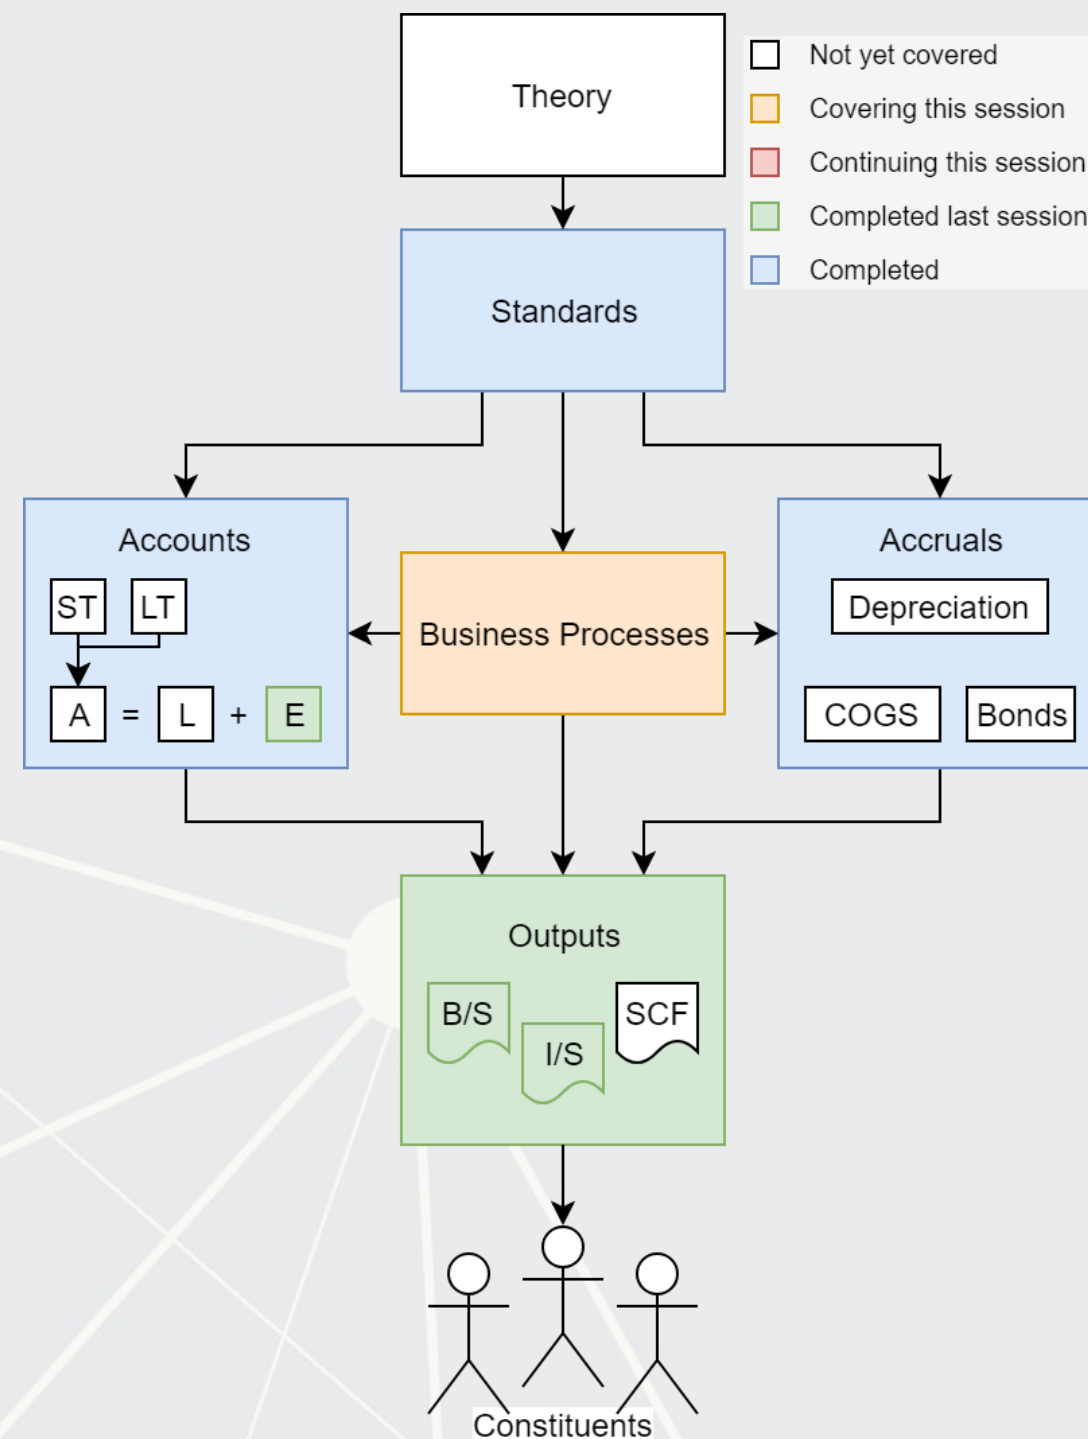 Theory
Not yet covered
Covering this session
Continuing this session
Completed last session
Completed
Standards
Accounts
ST LT
A = L + E
Business Processes
Accruals
Depreciation
COGS Bonds
Outputs
B/S
I/S
SCF
Constituents